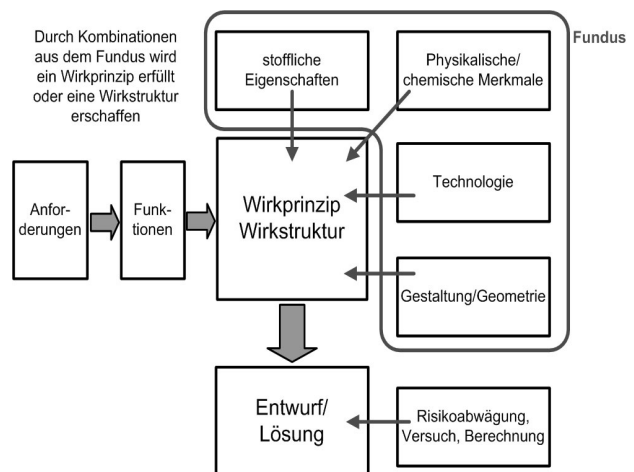 Durch Kombinationen
aus dem Fundus wird
ein Wirkprinzip erfüllt
oder eine Wirkstruktur
erschaffen
Fundus
stoffliche
Eigenschaften
Physikalische/
chemische Merkmale
Anfor-
derungen
Funk-
tionen
Wirkprinzip
Wirkstruktur
Technologie
Gestaltung/Geometrie
Entwurf/
Lösung
Risikoabwägung,
Versuch, Berechnung